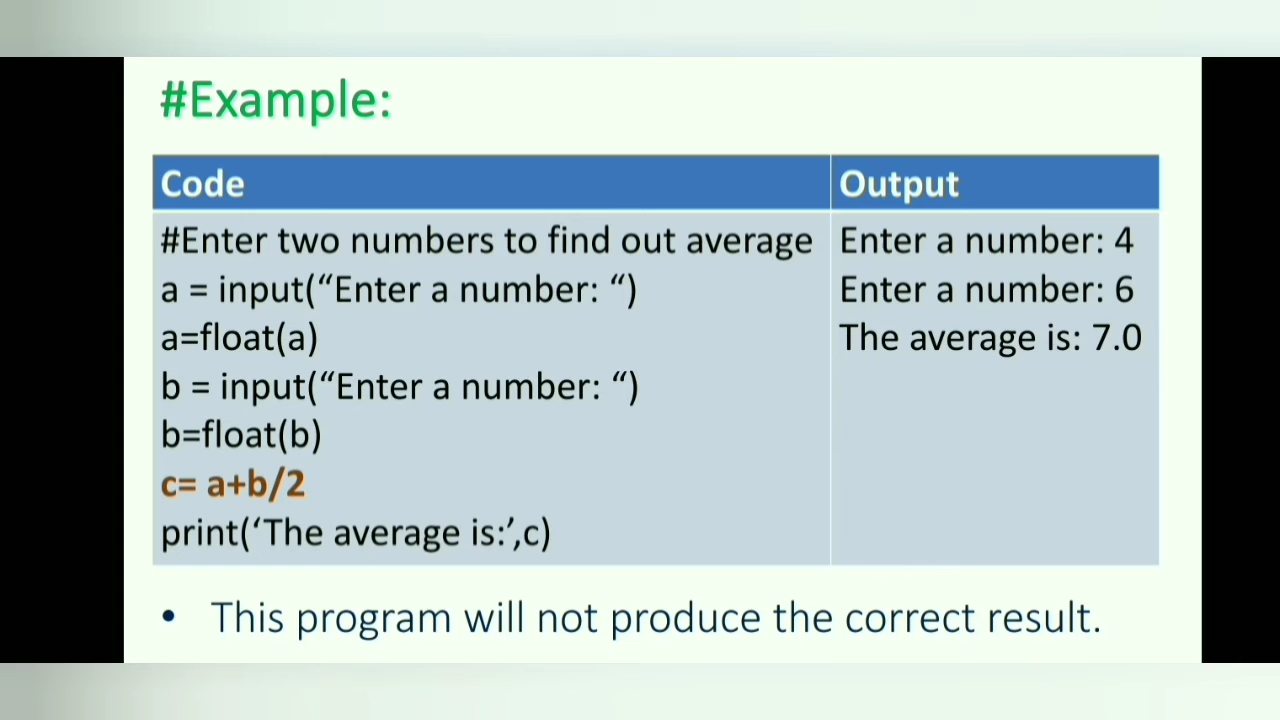 #Example:
Code
Output
#Enter two numbers to find out average
a = input(“Enter a number: “)
a=float(a)
b = input(“Enter a number: “)
b=float(b)
c= a+b/2
print(‘The average is:’,c)
Enter a number: 4
Enter a number: 6
The average is: 7.0
• This program will not produce the correct result.